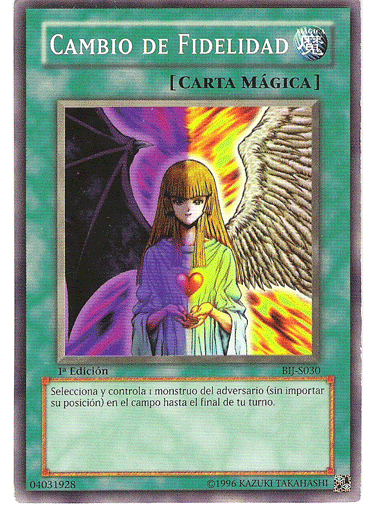 CAMBIO DE FIDELIDAD
MÁGICA
[CARTA MÁGICA]
1ª Edición BIJ-S030
Selecciona y controla 1 monstruo del adversario (sin importar
su posición) en el campo hasta el final de tu turno.
04031928 ©1996 KAZUKI TAKAHASHI